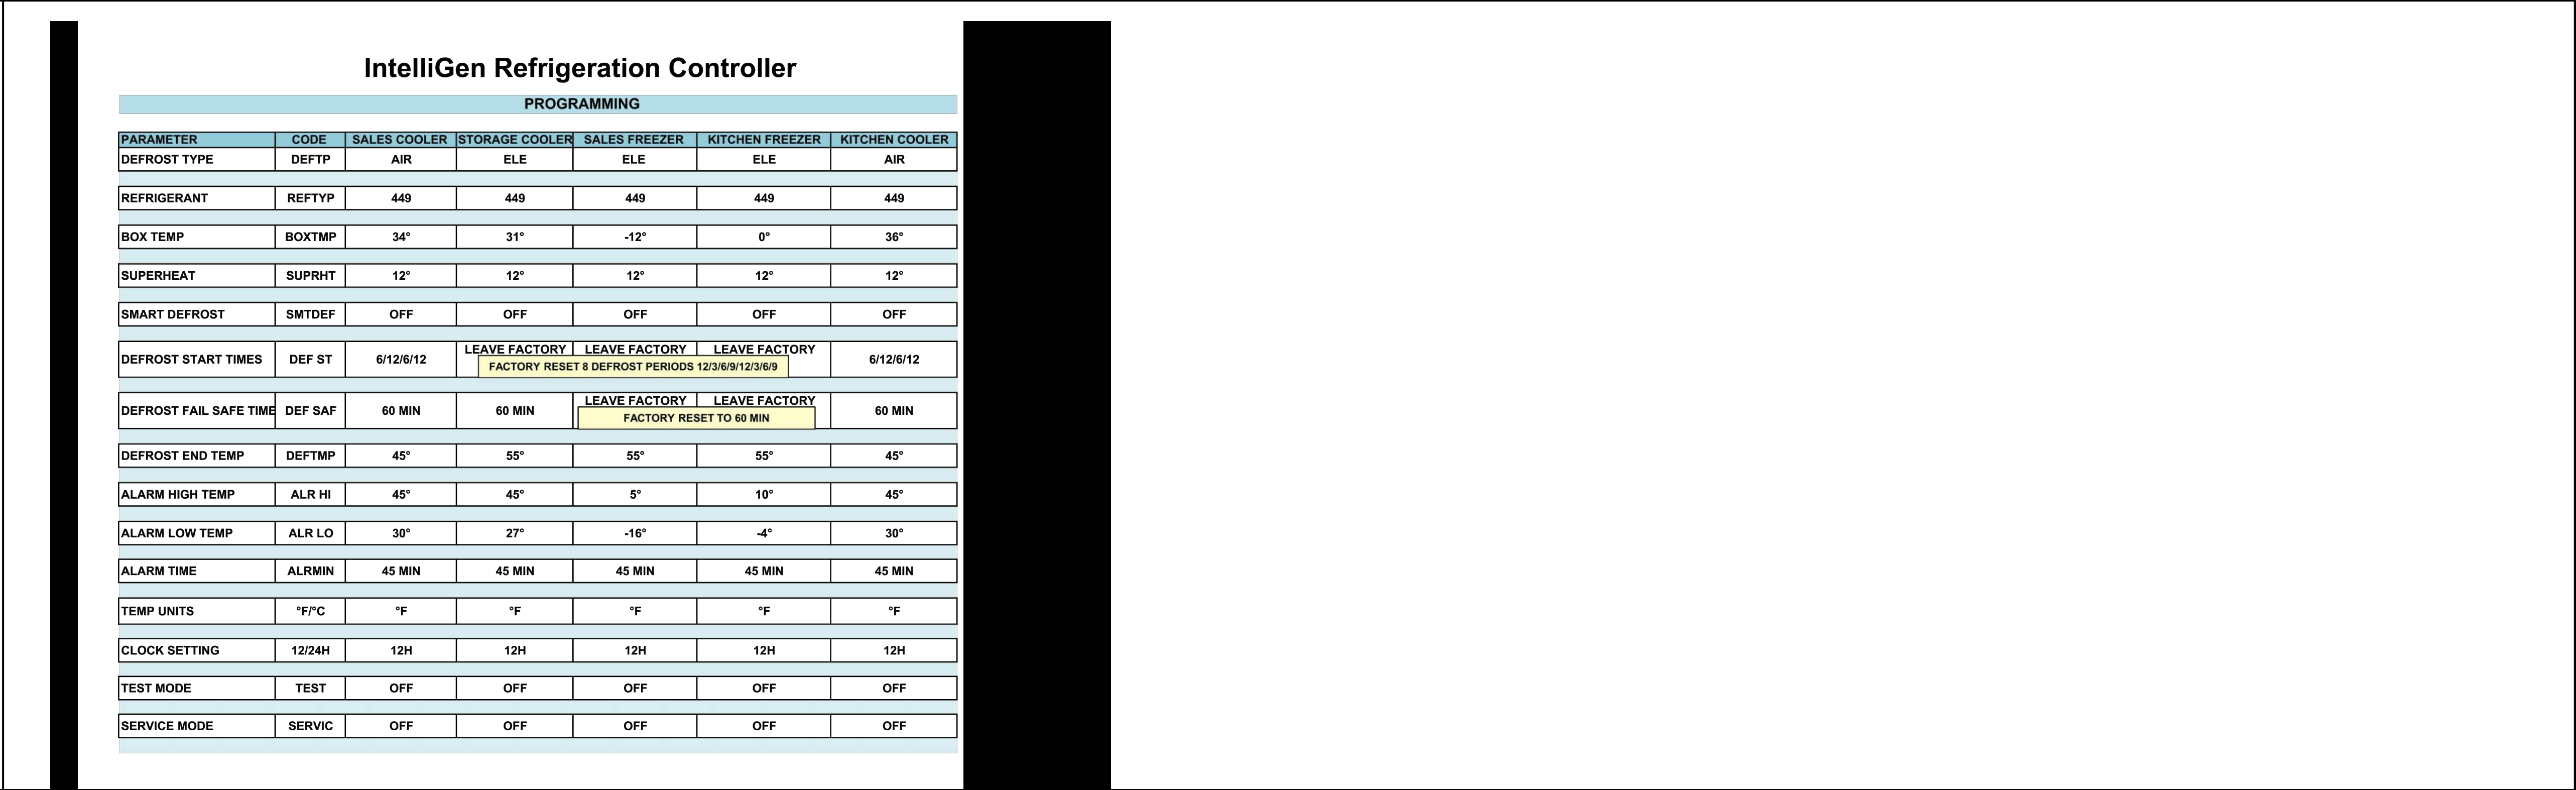 IntelliGen Refrigeration Controller
PROGRAMMING
PARAMETER CODE SALES COOLER STORAGE COOLER SALES FREEZER KITCHEN FREEZER KITCHEN COOLER
DEFROST TYPE DEFTP AIR ELE ELE ELE AIR
REFRIGERANT REFTYP 449 449 449 449 449
BOX TEMP BOXTMP 34° 31° -12° 0° 36°
SUPERHEAT SUPRHT 12° 12° 12° 12° 12°
SMART DEFROST SMTDEF OFF OFF OFF OFF OFF
LEAVE FACTORY LEAVE FACTORY LEAVE FACTORY
DEFROST START TIMES DEF ST 6/12/6/12 6/12/6/12
FACTORY RESET 8 DEFROST PERIODS 12/3/6/9/12/3/6/9
LEAVE FACTORY LEAVE FACTORY
DEFROST FAIL SAFE TIME DEF SAF 60 MIN 60 MIN 60 MIN
FACTORY RESET TO 60 MIN
DEFROST END TEMP DEFTMP 45° 55° 55° 55° 45°
ALARM HIGH TEMP ALR HI 45° 45° 5° 10° 45°
ALARM LOW TEMP ALR LO 30° 27° -16° -4° 30°
ALARM TIME ALRMIN 45 MIN 45 MIN 45 MIN 45 MIN 45 MIN
TEMP UNITS °F/°C °F °F °F °F °F
CLOCK SETTING 12/24H 12H 12H 12H 12H 12H
TEST MODE TEST OFF OFF OFF OFF OFF
SERVICE MODE SERVIC OFF OFF OFF OFF OFF